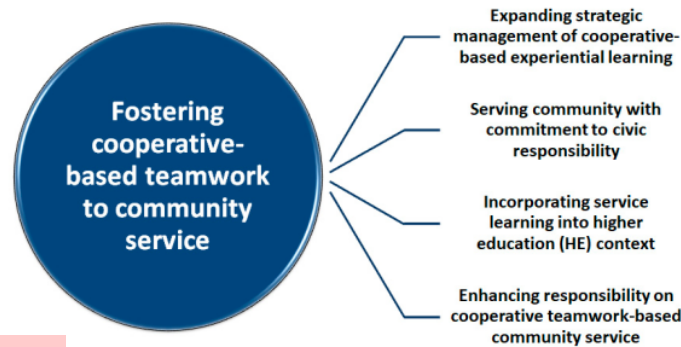 Fostering
cooperative-
based teamwork
to community
service
Expanding strategic
management of cooperative-
based experiential learning
Serving community with
commitment to civic
responsibility
Incorporating service
learning into higher
education (HE) context
Enhancing responsibility on
cooperative teamwork-based
community service